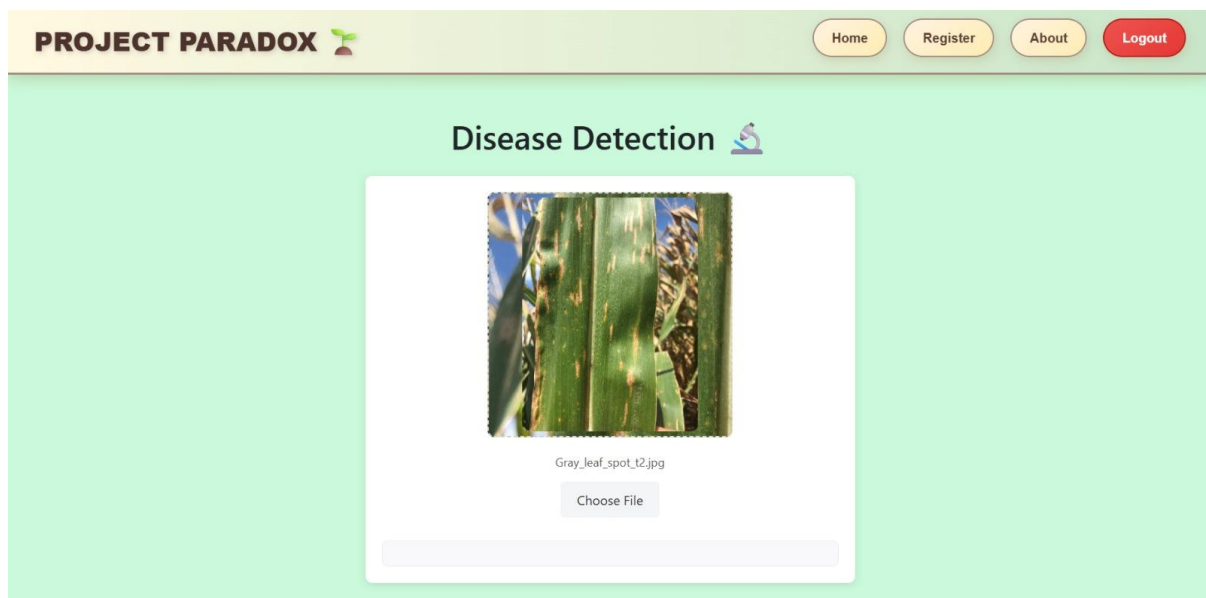 PROJECT PARADOX 🌱
Home
Register
About
Logout
Disease Detection 🔬
Gray_leaf_spot_t2.jpg
Choose File